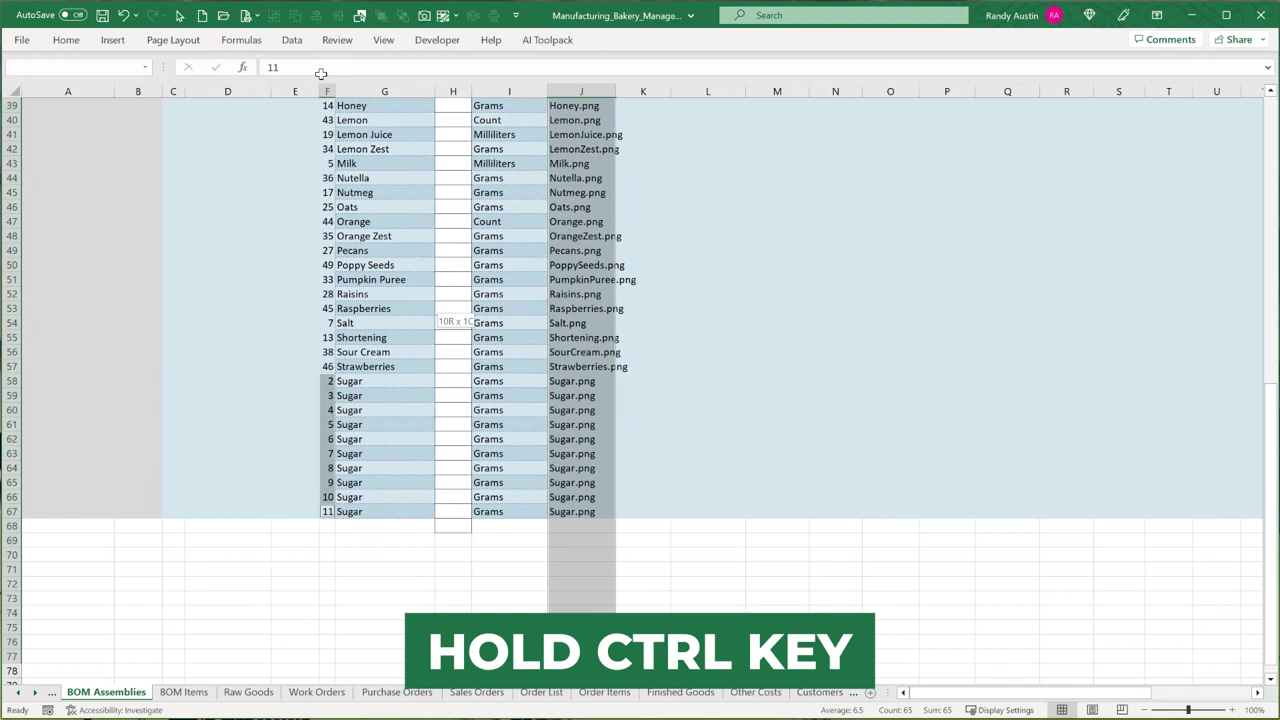 AutoSave Off Manufacturing_Bakery_Manage... Search Randy Austin RA
File Home Insert Page Layout Formulas Data Review View Developer Help AI Toolpack Comments Share
fx 11
A B C D E F G H I J K L M N O P Q R S T U
39 14 Honey Grams Honey.png
40 43 Lemon Count Lemon.png
41 19 Lemon Juice Milliliters LemonJuice.png
42 34 Lemon Zest Grams LemonZest.png
43 5 Milk Milliliters Milk.png
44 36 Nutella Grams Nutella.png
45 17 Nutmeg Grams Nutmeg.png
46 25 Oats Grams Oats.png
47 44 Orange Count Orange.png
48 35 Orange Zest Grams OrangeZest.png
49 27 Pecans Grams Pecans.png
50 49 Poppy Seeds Grams PoppySeeds.png
51 33 Pumpkin Puree Grams PumpkinPuree.png
52 28 Raisins Grams Raisins.png
53 45 Raspberries Grams Raspberries.png
54 7 Salt 10R x 1C Grams Salt.png
55 13 Shortening Grams Shortening.png
56 38 Sour Cream Grams SourCream.png
57 46 Strawberries Grams Strawberries.png
58 2 Sugar Grams Sugar.png
59 3 Sugar Grams Sugar.png
60 4 Sugar Grams Sugar.png
61 5 Sugar Grams Sugar.png
62 6 Sugar Grams Sugar.png
63 7 Sugar Grams Sugar.png
64 8 Sugar Grams Sugar.png
65 9 Sugar Grams Sugar.png
66 10 Sugar Grams Sugar.png
67 11 Sugar Grams Sugar.png
68
69
70
71
72
73
74
75
76
77
78
HOLD CTRL KEY
... BOM Assemblies BOM Items Raw Goods Work Orders Purchase Orders Sales Orders Order List Order Items Finished Goods Other Costs Customers ...
Ready Accessibility: Investigate Average: 6.5 Count: 65 Sum: 65 Display Settings 100%